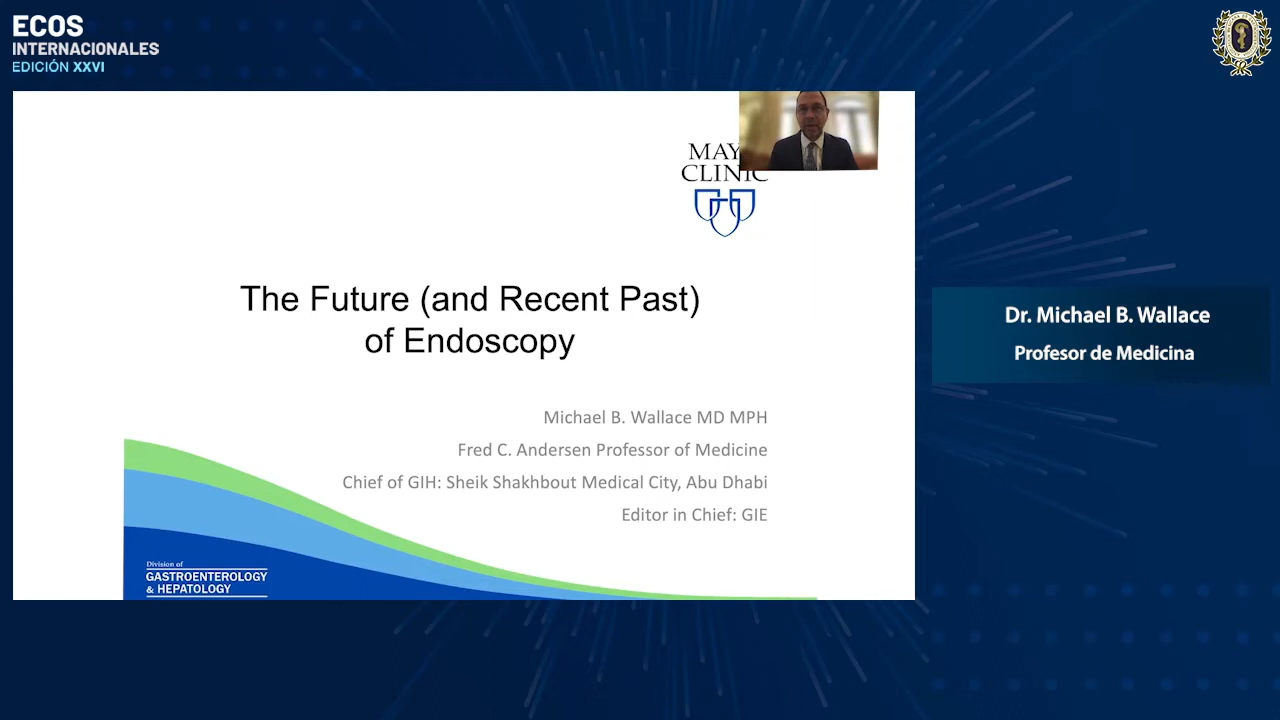 ECOS
INTERNACIONALES
EDICIÓN XXVI
MAY
CLINIC
The Future (and Recent Past)
of Endoscopy
Michael B. Wallace MD MPH
Fred C. Andersen Professor of Medicine
Chief of GIH: Sheik Shakhbout Medical City, Abu Dhabi
Editor in Chief: GIE
Division of
GASTROENTEROLOGY
& HEPATOLOGY
Dr. Michael B. Wallace
Profesor de Medicina